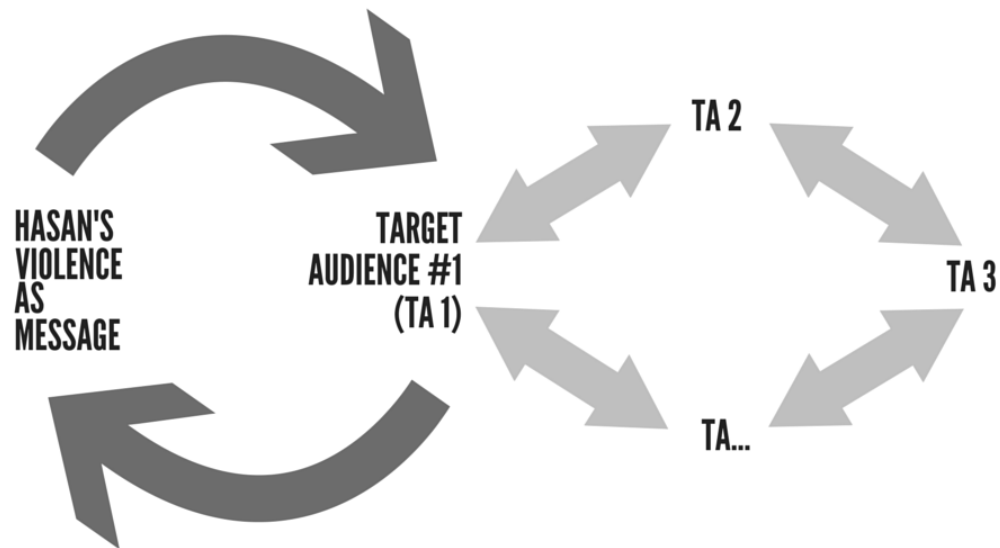 HASAN'S
VIOLENCE
AS
MESSAGE
TARGET
AUDIENCE #1
(TA 1)
TA 2
TA 3
TA...